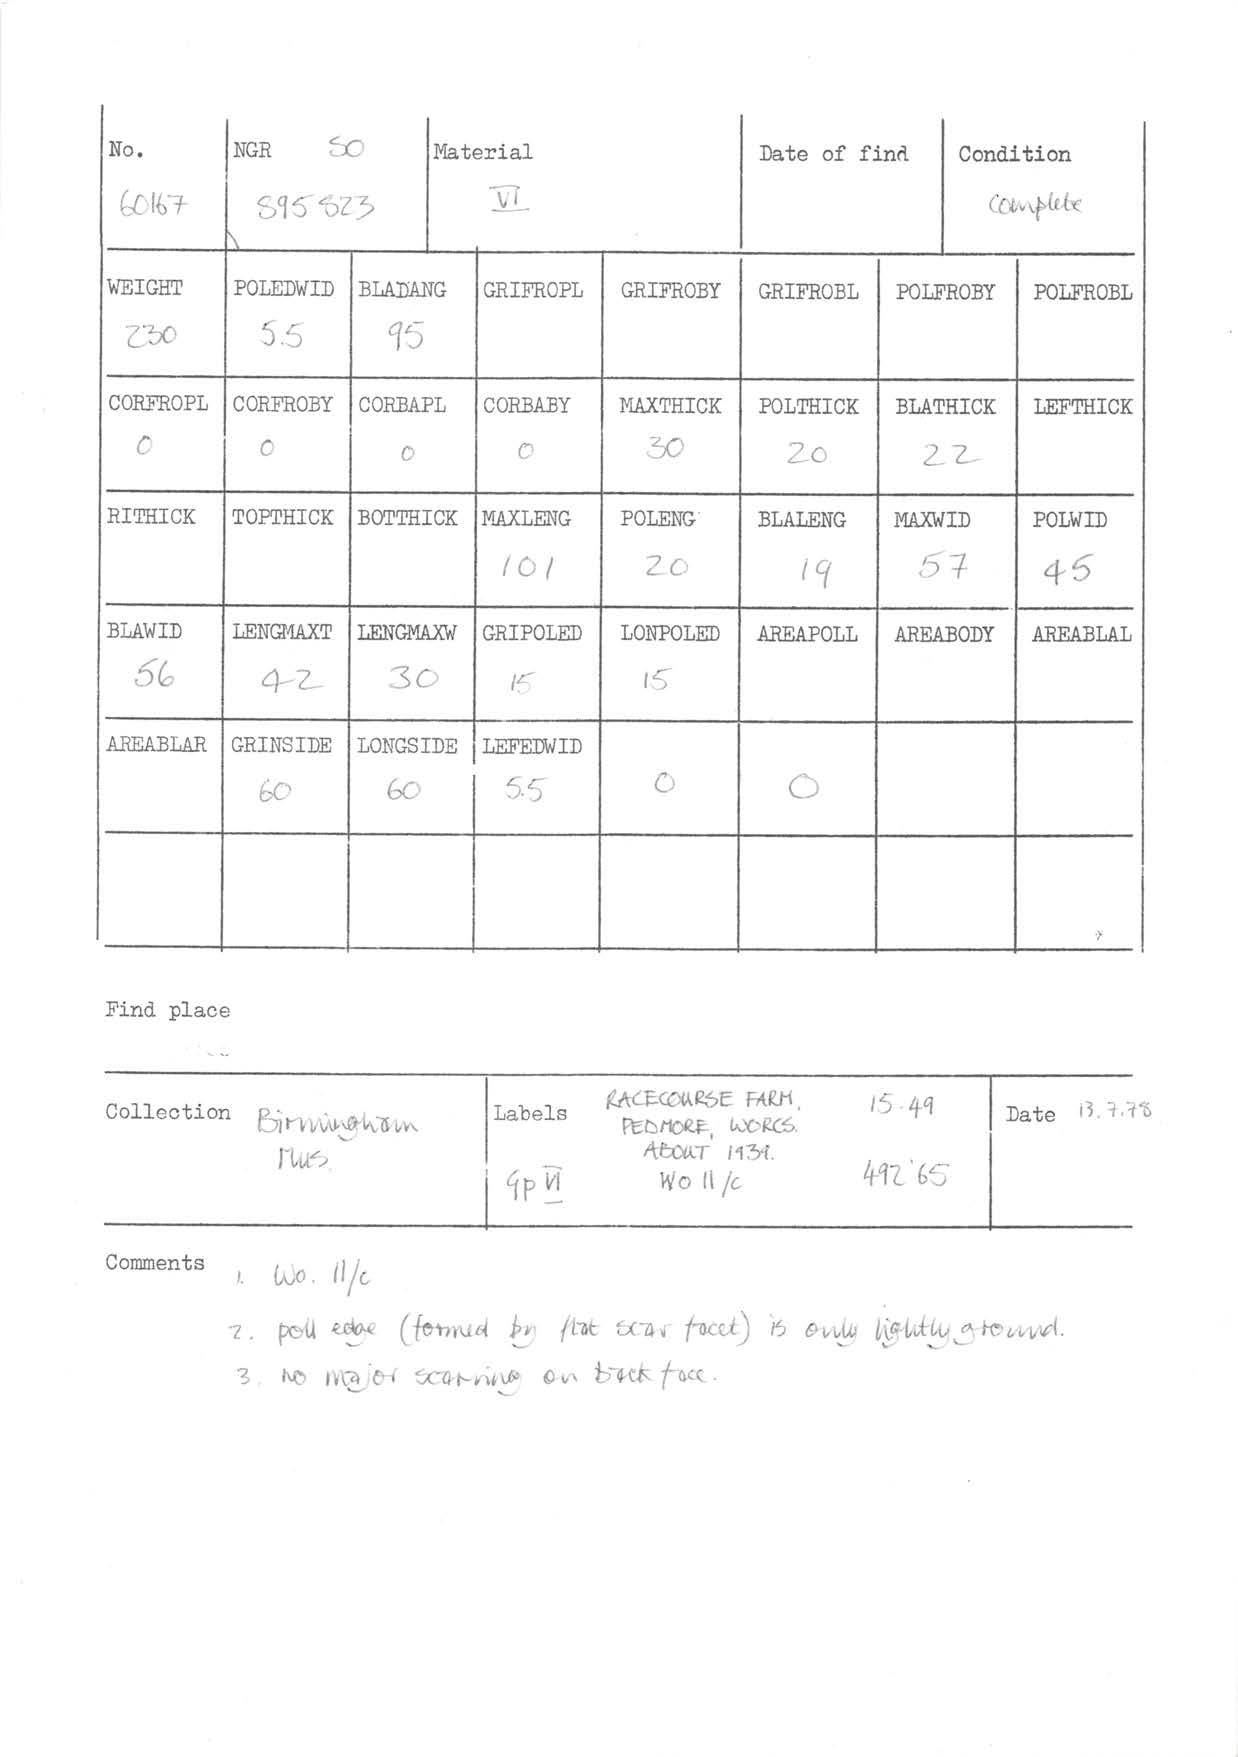 No. NGR SO Material Date of find Condition
60167 895 823 VI complete
WEIGHT POLEDWID BLADANG GRIFROPL GRIFROBY GRIFROBL POLFROBY POLFROBL
230 5.5 95
CORFROPL CORFROBY CORBAPL CORBABY MAXTHICK POLTHICK BLATHICK LEFTHICK
0 0 0 0 30 20 22
RITHICK TOPTHICK BOTTHICK MAXLENG POLENG BLALENG MAXWID POLWID
101 20 19 57 45
BLAWID LENGMAXT LENGMAXW GRIPOLED LONPOLED AREAPOLL AREABODY AREABLAL
56 42 30 15 15
AREABLAR GRINSIDE LONGSIDE LEFEDWID
60 60 5.5 0 0
Find place
Collection Birmingham Mus.
Labels RACECOURSE FARM, 15.49
PEDMORE, WORCS.
ABOUT 1939.
Gp VI Wo 11/c 492'65
Date 13.7.78
Comments 1. Wo. 11/c
2. poll edge (formed by flat scar facet) is only lightly ground.
3. no major scarring on back face.